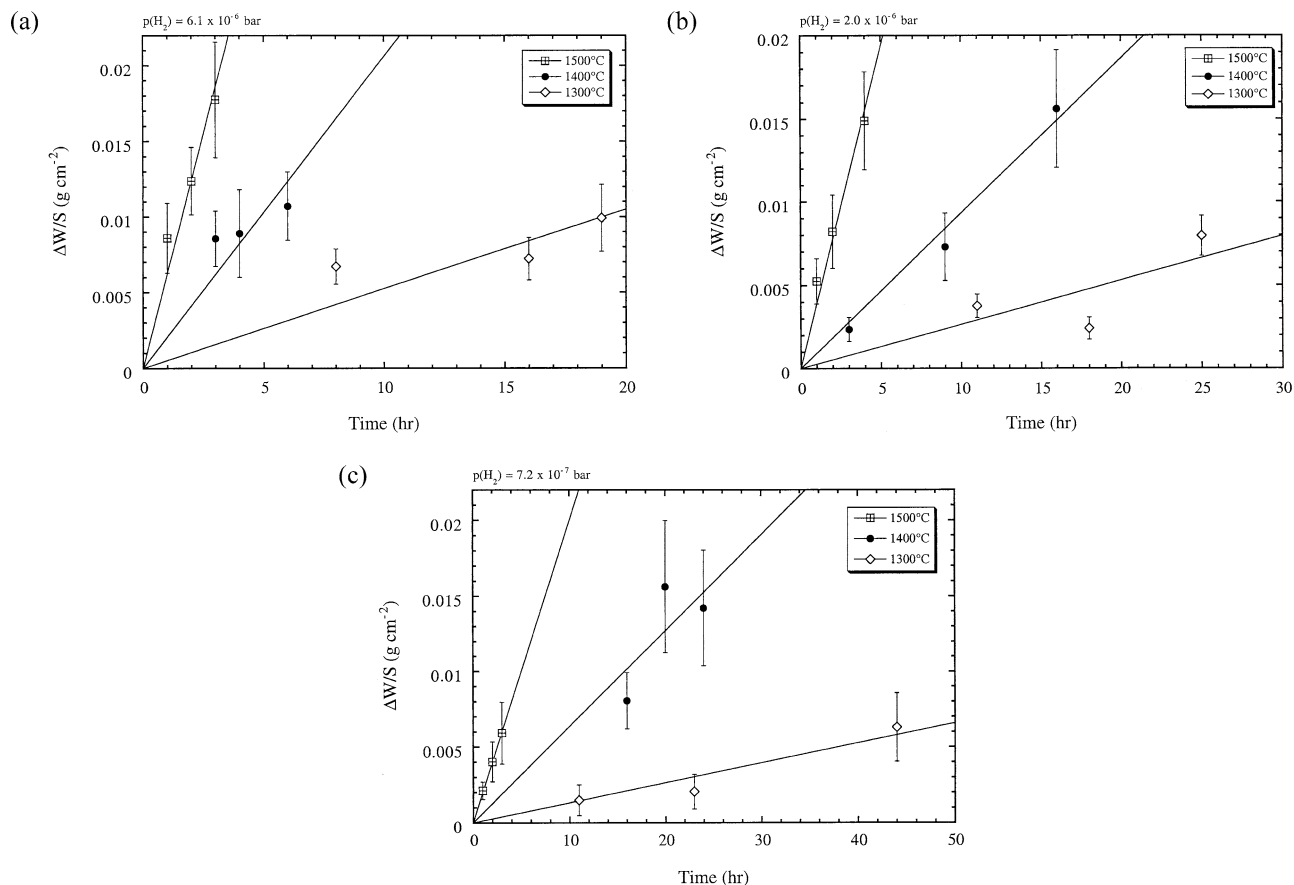 (a)
p(H2) = 6.1 x 10-6 bar
0.02
0.015
0.01
0.005
0
ΔW/S (g cm-2)
1500°C
1400°C
1300°C
0 5 10 15 20
Time (hr)
(b)
p(H2) = 2.0 x 10-6 bar
0.02
0.015
0.01
0.005
0
ΔW/S (g cm-2)
1500°C
1400°C
1300°C
0 5 10 15 20 25 30
Time (hr)
(c)
p(H2) = 7.2 x 10-7 bar
0.02
0.015
0.01
0.005
0
ΔW/S (g cm-2)
1500°C
1400°C
1300°C
0 10 20 30 40 50
Time (hr)